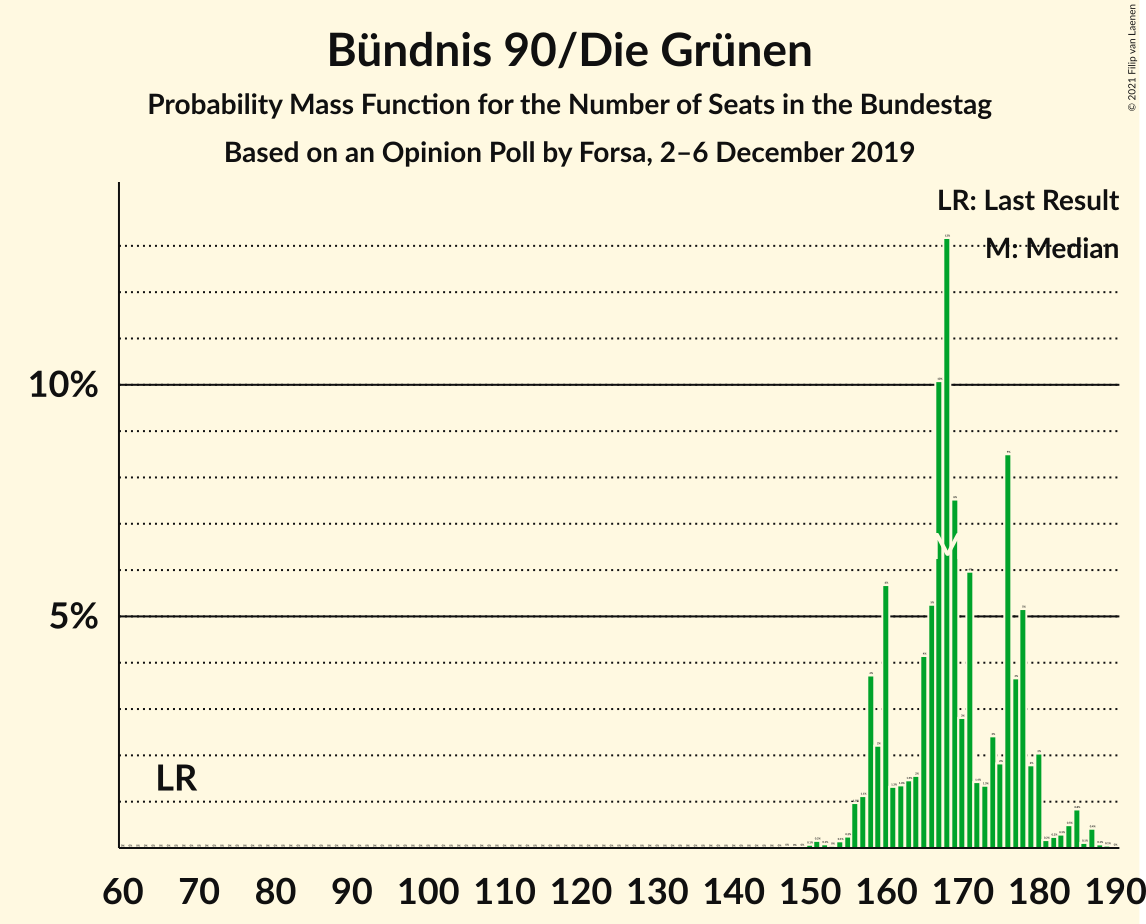 Bündnis 90/Die Grünen
Probability Mass Function for the Number of Seats in the Bundestag
Based on an Opinion Poll by Forsa, 2–6 December 2019
© 2021 Filip van Laenen
LR: Last Result
M: Median
10%
5%
LR
M
60 70 80 90 100 110 120 130 140 150 160 170 180 190